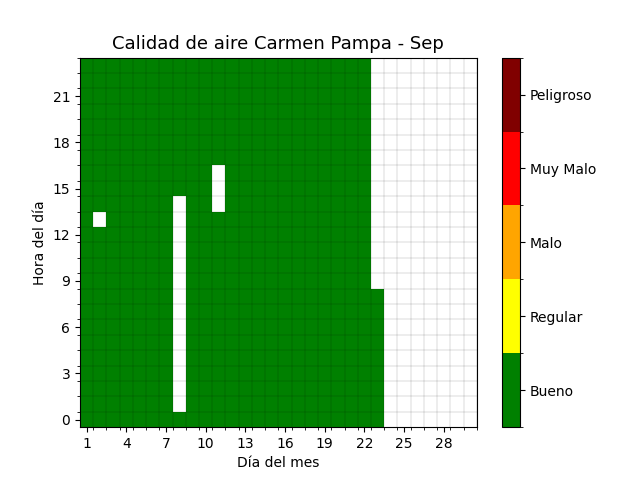 Calidad de aire Carmen Pampa - Sep
21
18
15
12
9
6
3
0
Hora del día
1 4 7 10 13 16 19 22 25 28
Día del mes
Peligroso
Muy Malo
Malo
Regular
Bueno